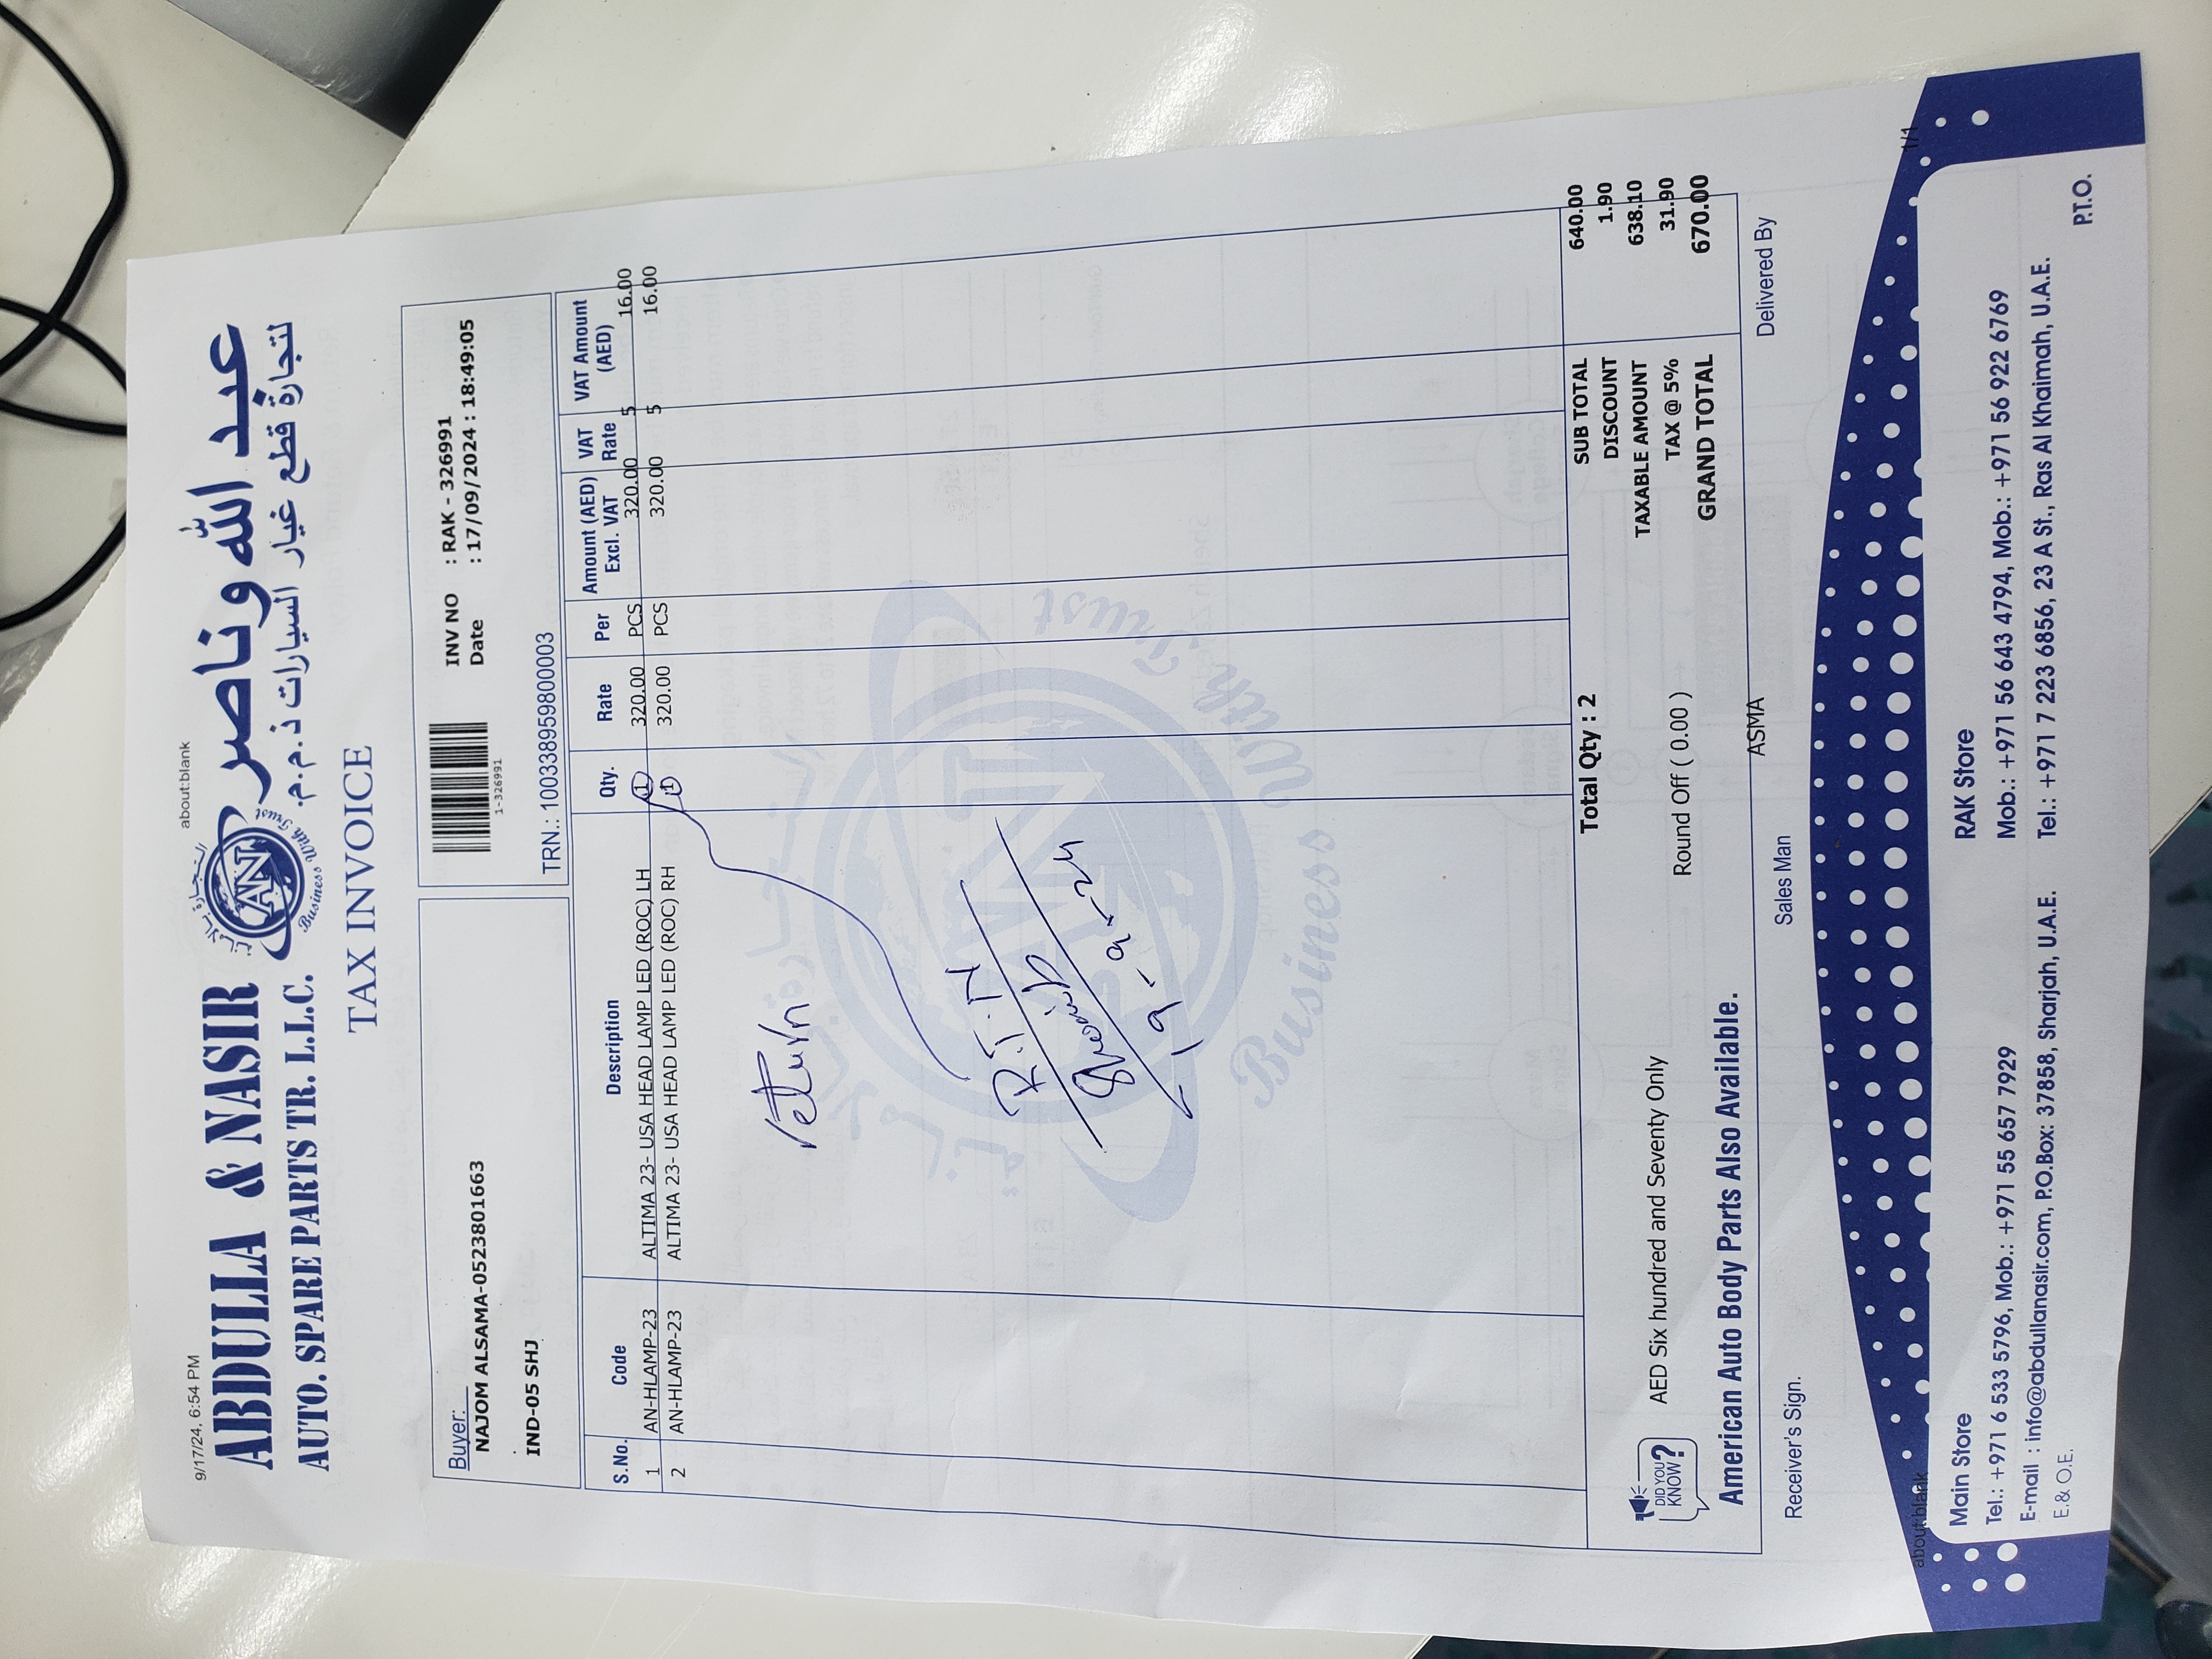 9/17/24, 6:54 PM
about:blank
ABDULLA & NASIR
عبد الله وناصر
AUTO. SPARE PARTS TR. L.L.C.
لتجارة قطع غيار السيارات ذ.م.م.
AN
Business With Trust
TAX INVOICE
Buyer:
NAJOM ALSAMA-0523801663
IND-05 SHJ
1-326991
INV NO : RAK - 326991
Date : 17/09/2024 : 18:49:05
TRN.: 100338959800003
S.No. Code Description Qty. Rate Per Amount (AED) Excl. VAT VAT Rate VAT Amount (AED)
1 AN-HLAMP-23 ALTIMA 23- USA HEAD LAMP LED (ROC) LH 1 320.00 PCS 320.00 5 16.00
2 AN-HLAMP-23 ALTIMA 23- USA HEAD LAMP LED (ROC) RH 1 320.00 PCS 320.00 5 16.00
return
Business With Trust
19-9-24
Total Qty : 2
SUB TOTAL 640.00
DISCOUNT 1.90
TAXABLE AMOUNT 638.10
TAX @ 5% 31.90
GRAND TOTAL 670.00
DID YOU KNOW?
AED Six hundred and Seventy Only
Round Off ( 0.00 )
American Auto Body Parts Also Available.
ASMA
Receiver's Sign.
Sales Man
Delivered By
about:blank
1/1
Main Store
Tel.: +971 6 533 5796, Mob.: +971 55 657 7929
E-mail : info@abdullanasir.com, P.O.Box: 37858, Sharjah, U.A.E.
E.& O.E.
RAK Store
Mob.: +971 56 643 4794, Mob.: +971 56 922 6769
Tel.: +971 7 223 6856, 23 A St., Ras Al Khaimah, U.A.E.
P.T.O.